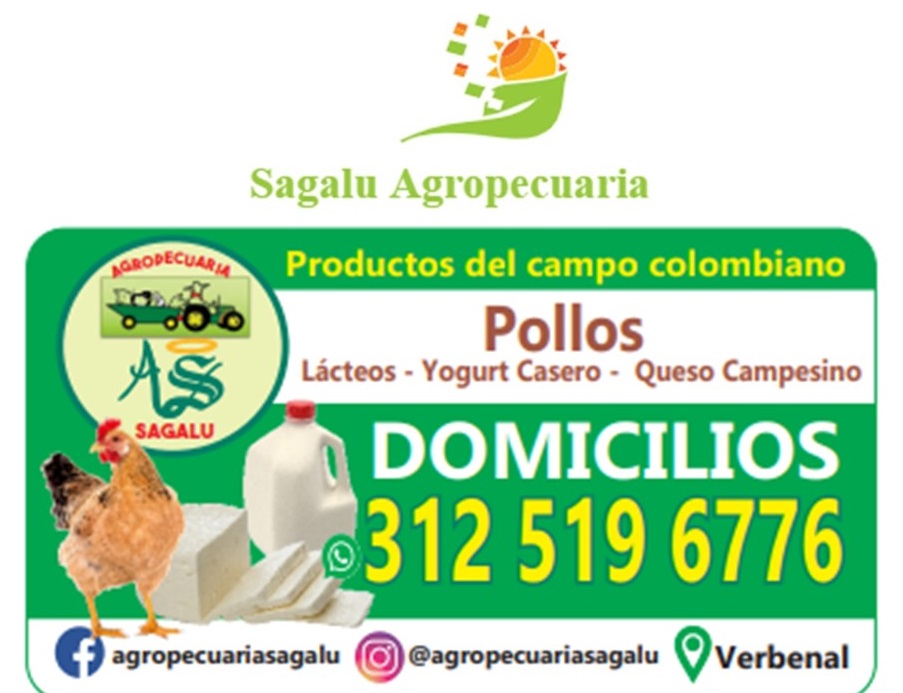 Sagalu Agropecuaria
AGROPECUARIA
AS
SAGALU
Productos del campo colombiano
Pollos
Lácteos - Yogurt Casero - Queso Campesino
DOMICILIOS
312 519 6776
agropecuariasagalu @agropecuariasagalu Verbenal